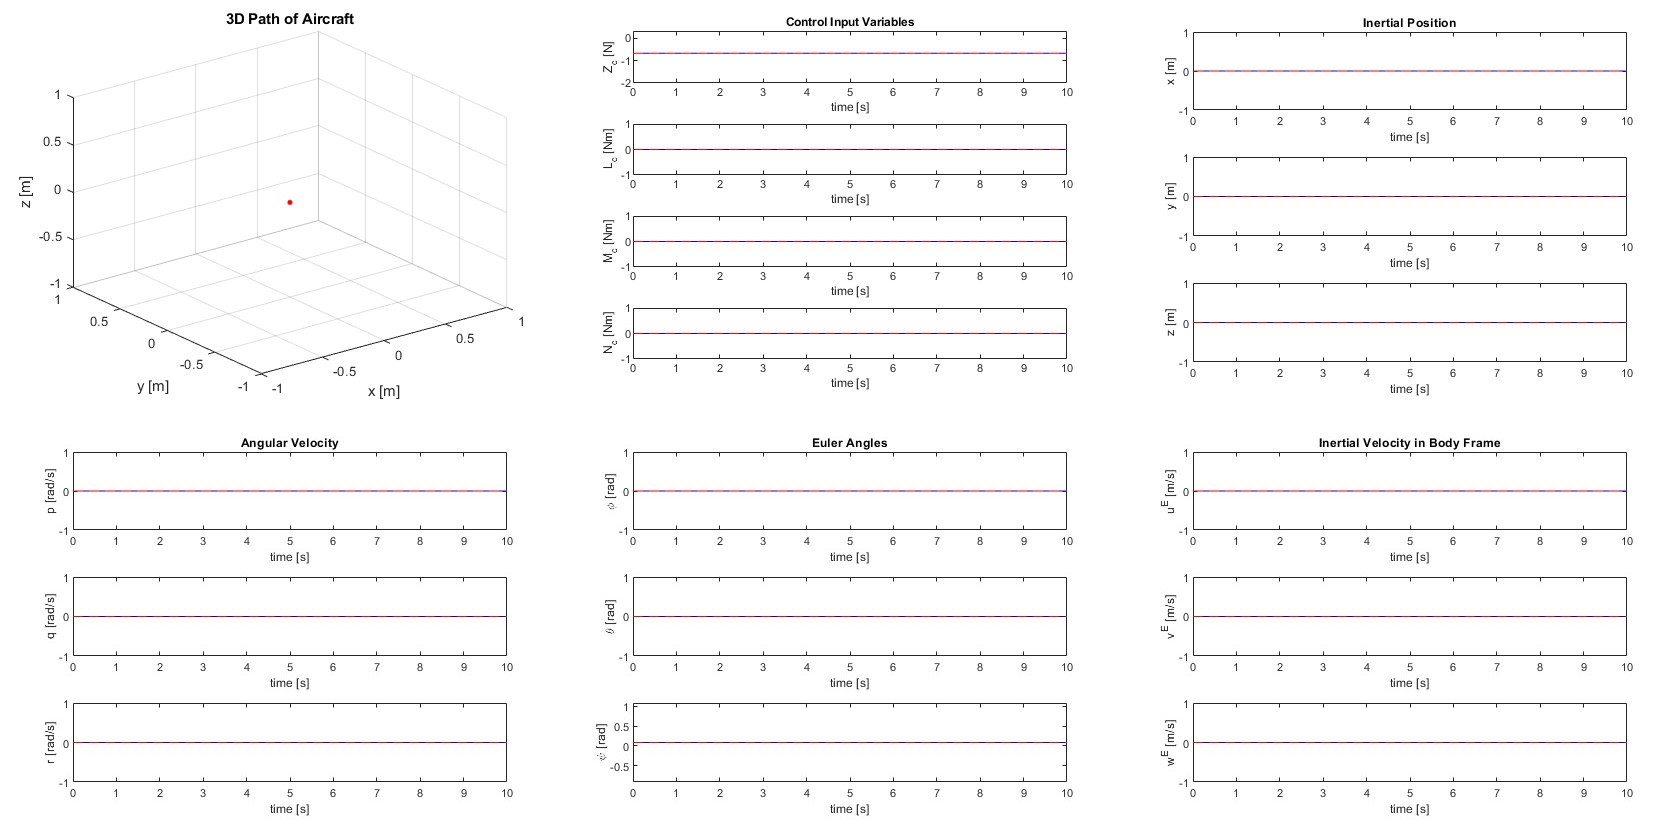 3D Path of Aircraft
1
0.5
0
-0.5
-1
z [m]
1
0.5
0
-0.5
-1
y [m]
-1
-0.5
0
0.5
1
x [m]
Control Input Variables
0
-1
-2
Z_c [N]
0 1 2 3 4 5 6 7 8 9 10
time [s]
1
0
-1
L_c [Nm]
0 1 2 3 4 5 6 7 8 9 10
time [s]
1
0
-1
M_c [Nm]
0 1 2 3 4 5 6 7 8 9 10
time [s]
1
0
-1
N_c [Nm]
0 1 2 3 4 5 6 7 8 9 10
time [s]
Inertial Position
1
0
-1
x [m]
0 1 2 3 4 5 6 7 8 9 10
time [s]
1
0
-1
y [m]
0 1 2 3 4 5 6 7 8 9 10
time [s]
1
0
-1
z [m]
0 1 2 3 4 5 6 7 8 9 10
time [s]
Angular Velocity
1
0
-1
p [rad/s]
0 1 2 3 4 5 6 7 8 9 10
time [s]
1
0
-1
q [rad/s]
0 1 2 3 4 5 6 7 8 9 10
time [s]
1
0
-1
r [rad/s]
0 1 2 3 4 5 6 7 8 9 10
time [s]
Euler Angles
1
0
-1
ϕ [rad]
0 1 2 3 4 5 6 7 8 9 10
time [s]
1
0
-1
θ [rad]
0 1 2 3 4 5 6 7 8 9 10
time [s]
1
0.5
0
-0.5
ψ [rad]
0 1 2 3 4 5 6 7 8 9 10
time [s]
Inertial Velocity in Body Frame
1
0
-1
u^E [m/s]
0 1 2 3 4 5 6 7 8 9 10
time [s]
1
0
-1
v^E [m/s]
0 1 2 3 4 5 6 7 8 9 10
time [s]
1
0
-1
w^E [m/s]
0 1 2 3 4 5 6 7 8 9 10
time [s]